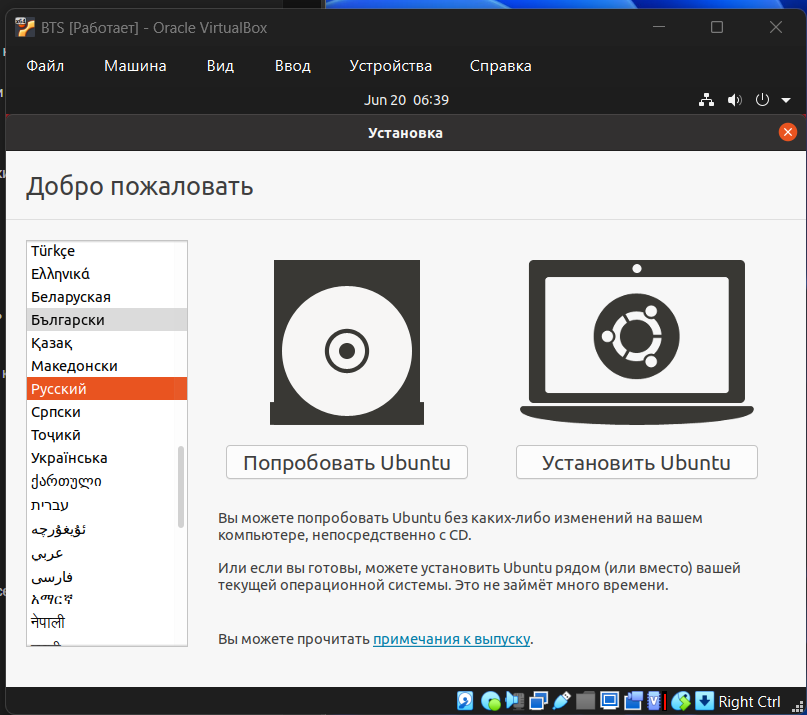 BTS [Работает] - Oracle VirtualBox
Файл Машина Вид Ввод Устройства Справка
Jun 20 06:39
Установка
Добро пожаловать
Türkçe
Ελληνικά
Беларуская
Български
Қазақ
Македонски
Русский
Српски
Тоҷикӣ
Українська
ქართული
עברית
ئۇيغۇرچە
عربي
فارسی
አማርኛ
नेपाली
Попробовать Ubuntu
Установить Ubuntu
Вы можете попробовать Ubuntu без каких-либо изменений на вашем
компьютере, непосредственно с CD.
Или если вы готовы, можете установить Ubuntu рядом (или вместо) вашей
текущей операционной системы. Это не займёт много времени.
Вы можете прочитать примечания к выпуску.
Right Ctrl